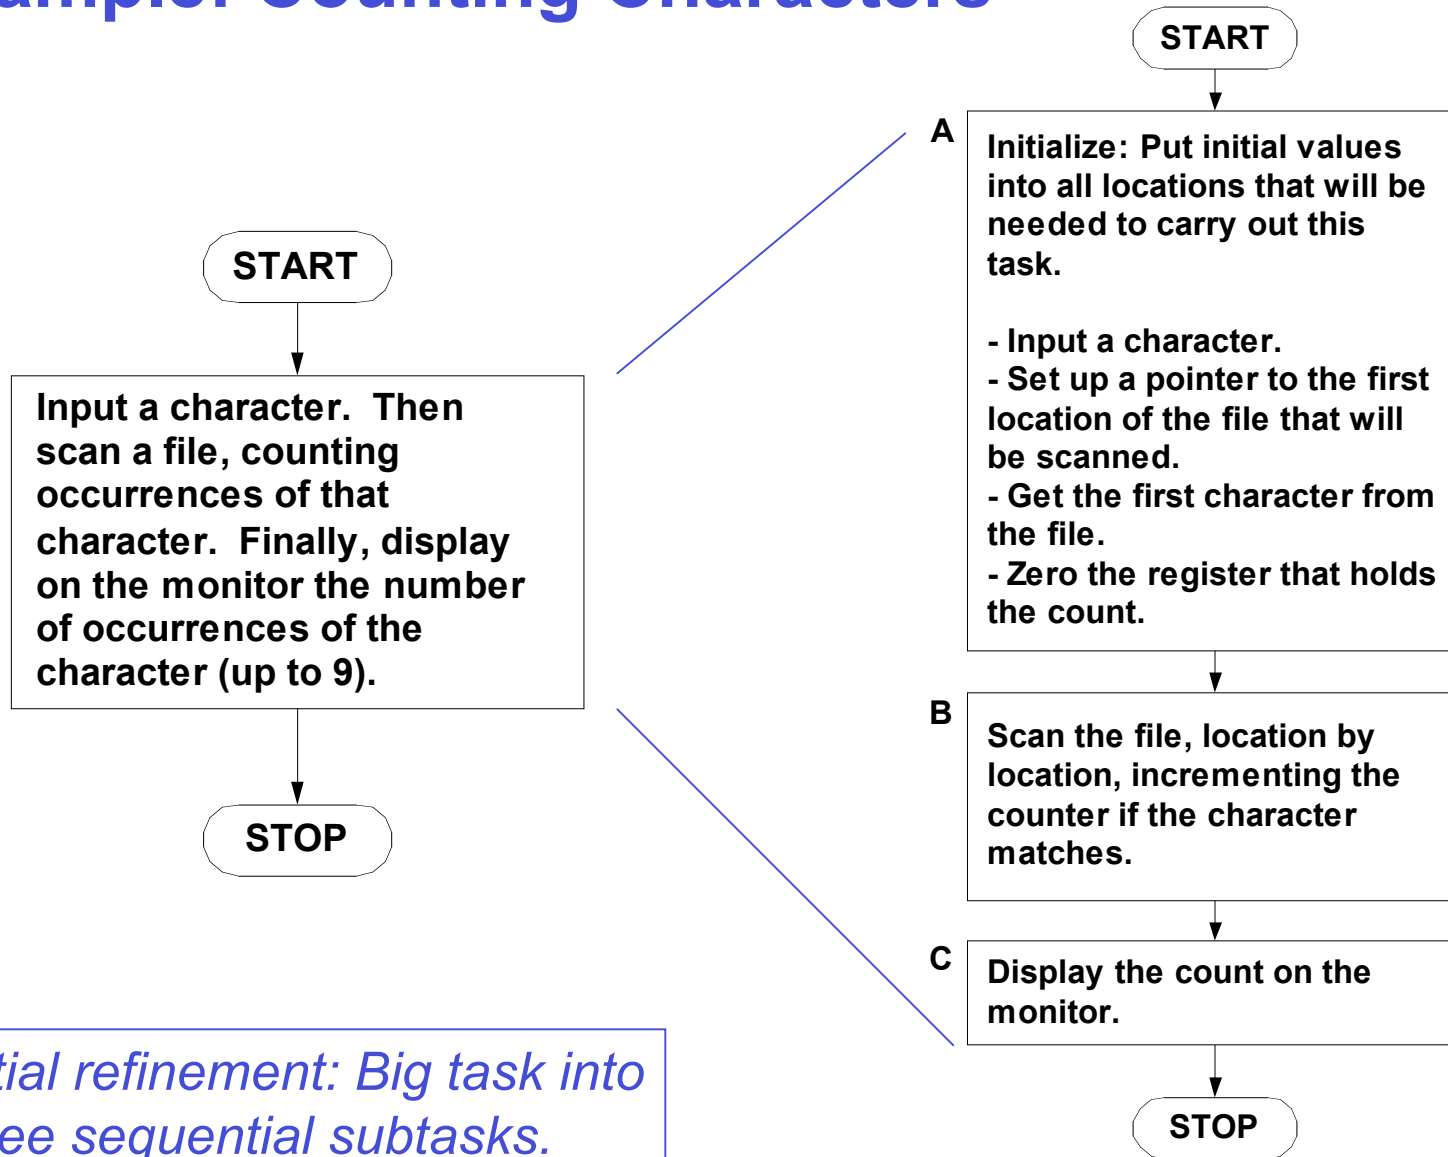 Counting Characters
START
Input a character. Then
scan a file, counting
occurrences of that
character. Finally, display
on the monitor the number
of occurrences of the
character (up to 9).
STOP
refinement: Big task into
sequential subtasks.
START
A
Initialize: Put initial values
into all locations that will be
needed to carry out this
task.
- Input a character.
- Set up a pointer to the first
location of the file that will
be scanned.
- Get the first character from
the file.
- Zero the register that holds
the count.
B
Scan the file, location by
location, incrementing the
counter if the character
matches.
C
Display the count on the
monitor.
STOP